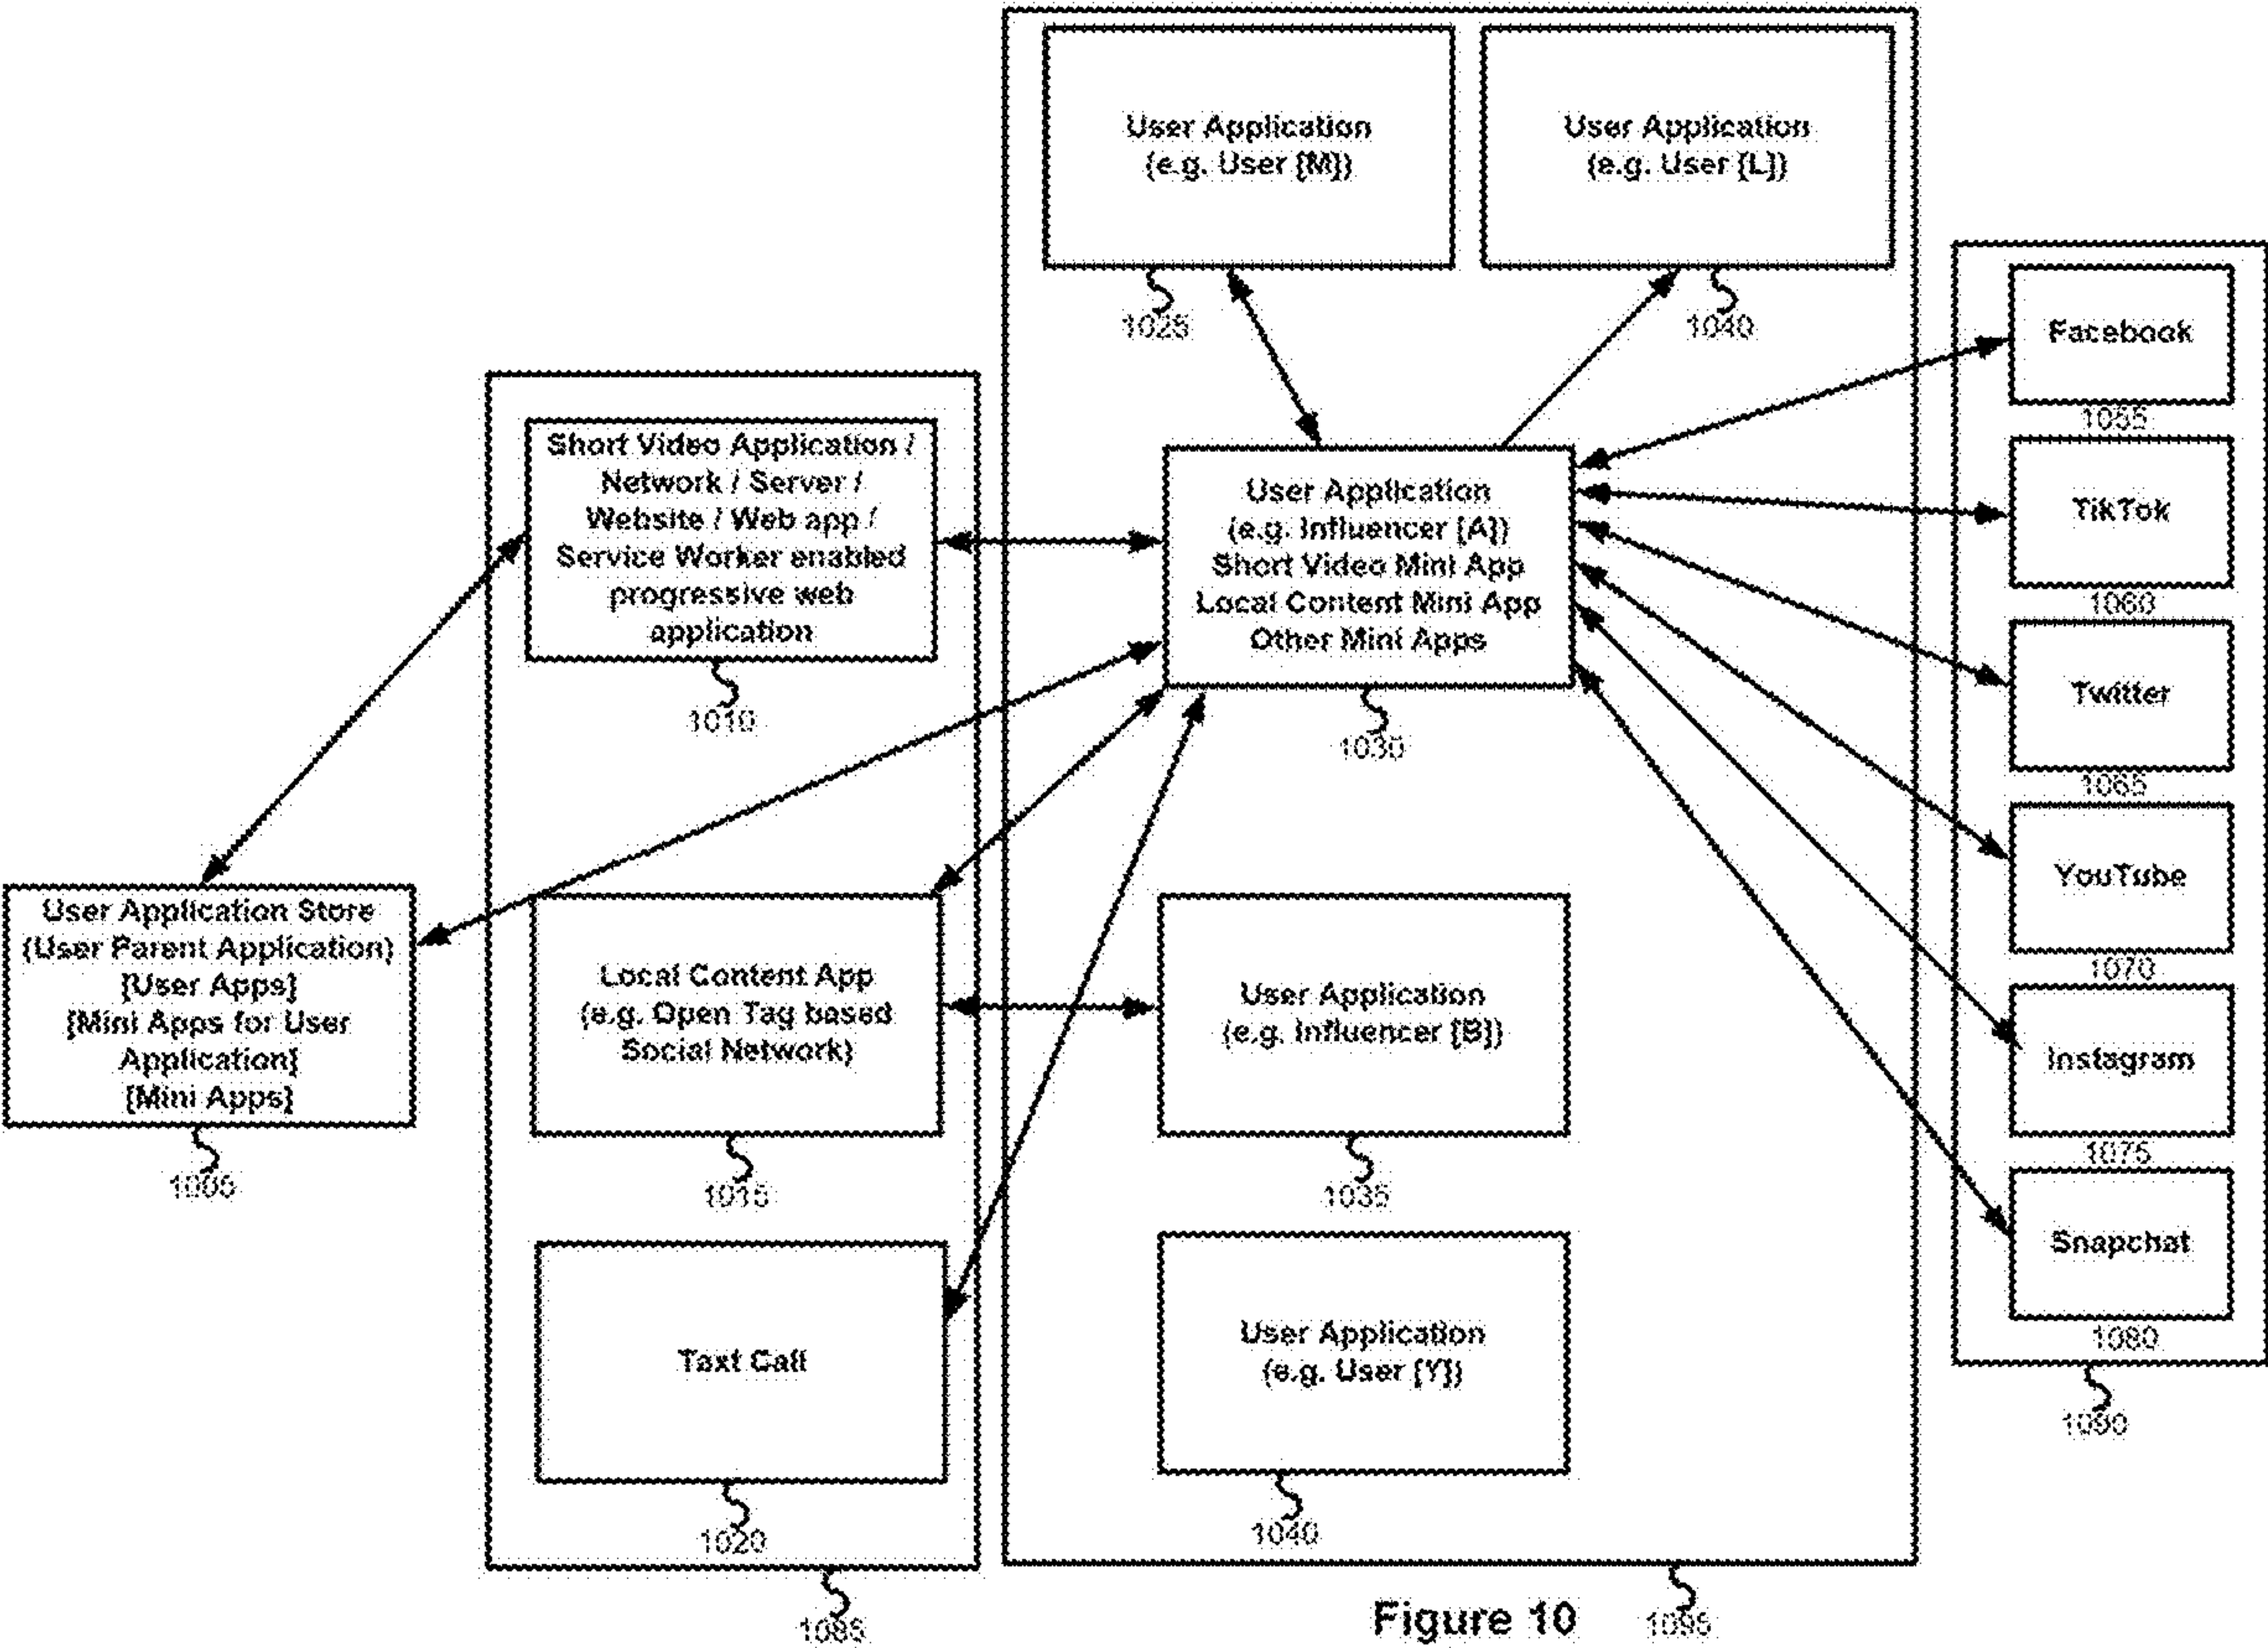 User Application
(e.g. User [M])
1025
User Application
(e.g. User [L])
1040
Short Video Application /
Network / Server /
Website / Web app /
Service Worker enabled
progressive web
application
1010
User Application
(e.g. Influencer [A])
Short Video Mini App
Local Content Mini App
Other Mini Apps
1030
Facebook
1055
TikTok
1060
Twitter
1065
YouTube
1070
Instagram
1075
Snapchat
1080
1090
User Application Store
(User Parent Application)
[User Apps]
[Mini Apps for User
Application]
[Mini Apps]
1005
Local Content App
(e.g. Open Tag based
Social Network)
1015
User Application
(e.g. Influencer [B])
1035
Taxt Call
1020
User Application
(e.g. User [Y])
1040
1085
Figure 10
1095